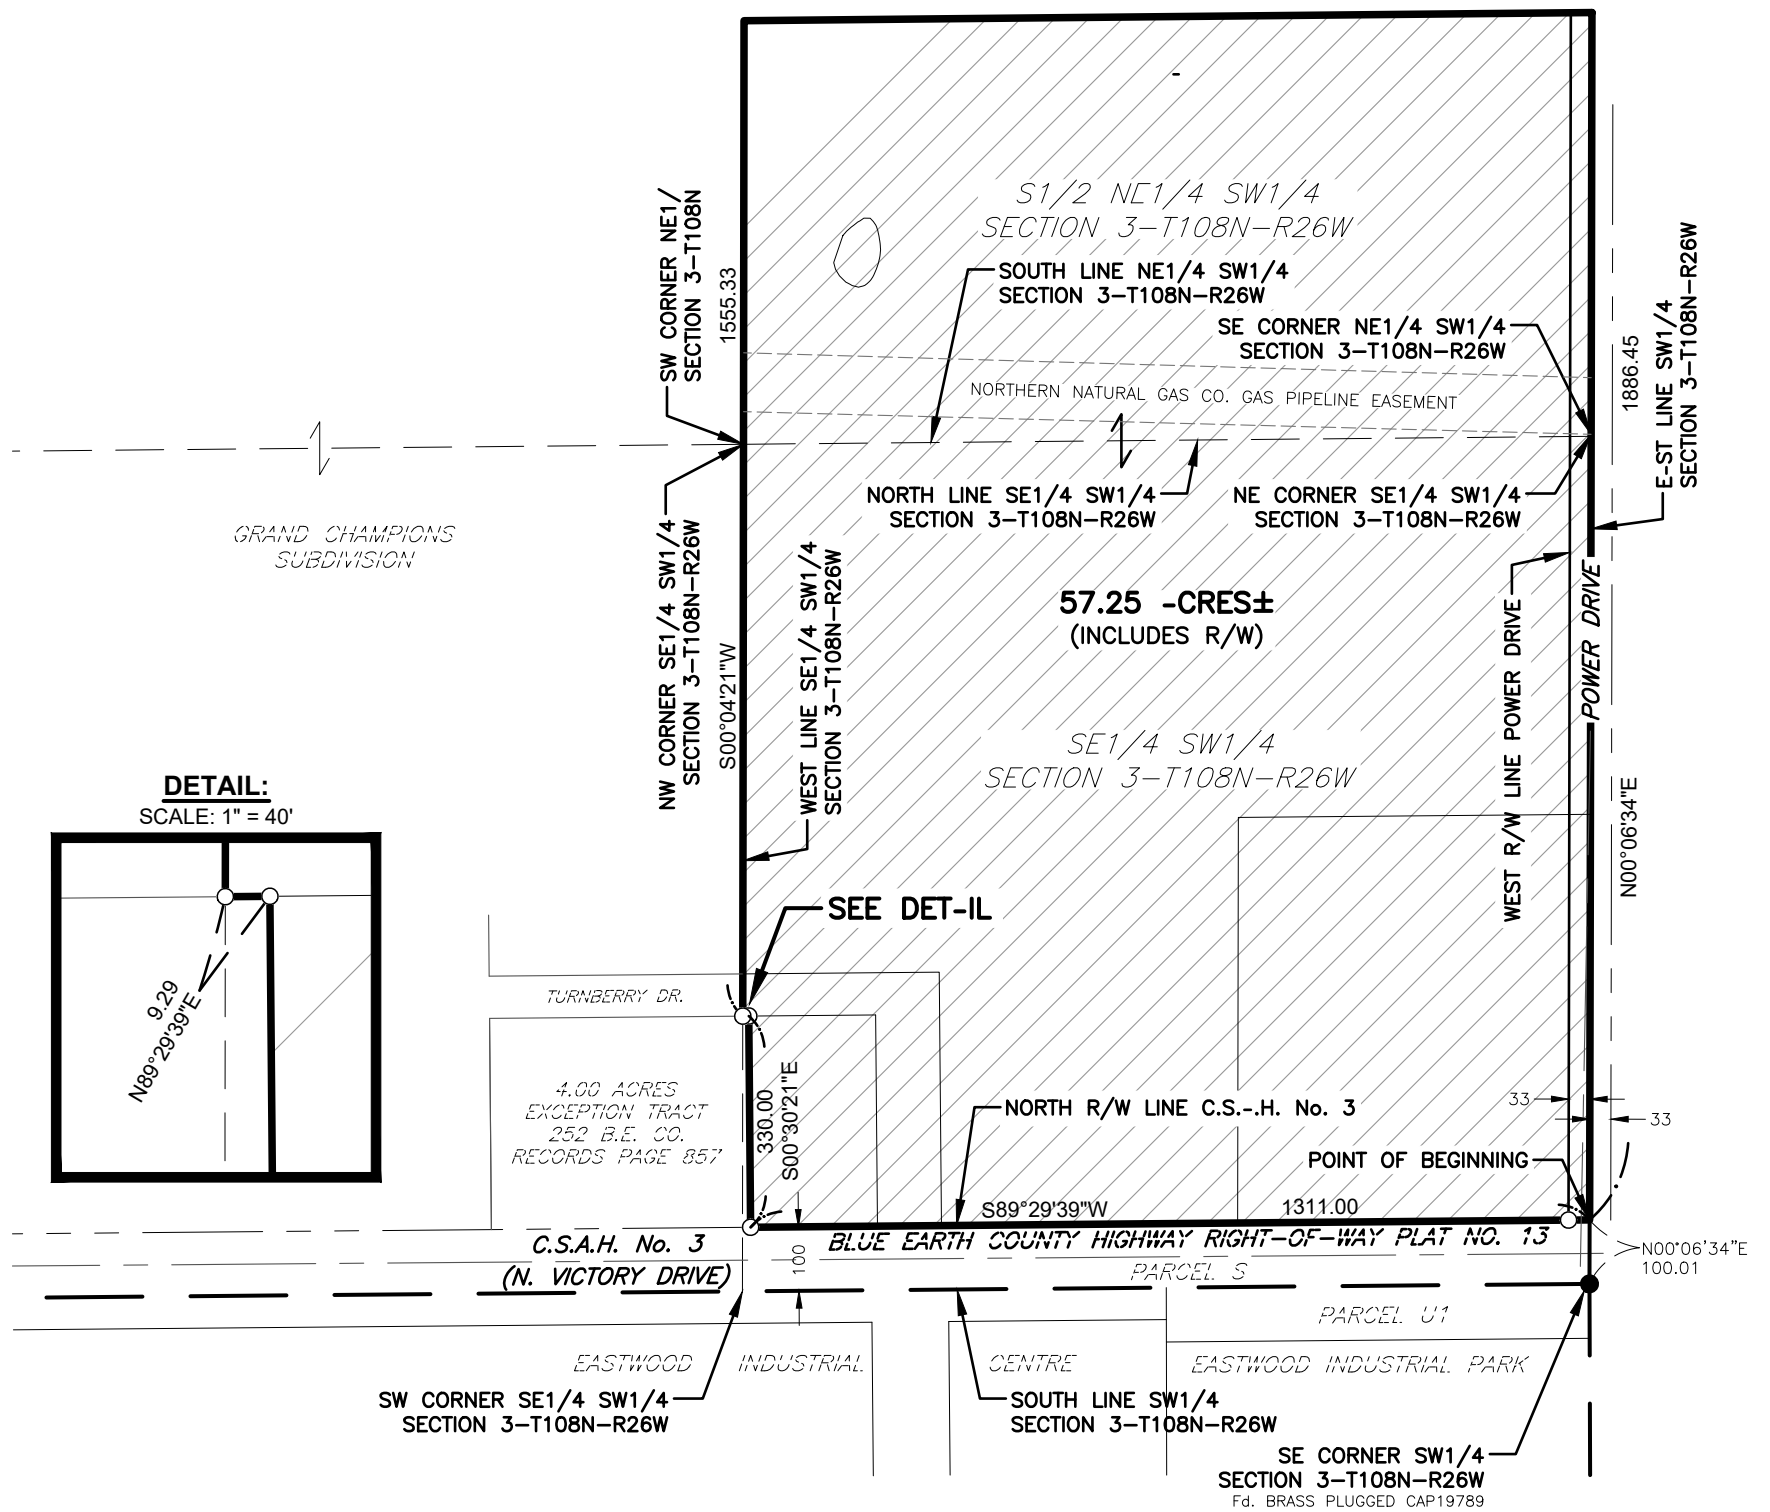 S1/2 NE1/4 SW1/4
SECTION 3-T108N-R26W
SOUTH LINE NE1/4 SW1/4
SECTION 3-T108N-R26W
SE CORNER NE1/4 SW1/4
SECTION 3-T108N-R26W
SW CORNER NE1/
SECTION 3-T108N
1555.33
1886.45
E-ST LINE SW1/4
SECTION 3-T108N-R26W
NORTHERN NATURAL GAS CO. GAS PIPELINE EASEMENT
NORTH LINE SE1/4 SW1/4
SECTION 3-T108N-R26W
NE CORNER SE1/4 SW1/4
SECTION 3-T108N-R26W
GRAND CHAMPIONS
SUBDIVISION
NW CORNER SE1/4 SW1/4
SECTION 3-T108N-R26W
S00°04'21"W
WEST LINE SE1/4 SW1/4
SECTION 3-T108N-R26W
57.25 -CRES±
(INCLUDES R/W)
WEST R/W LINE POWER DRIVE
POWER DRIVE
SE1/4 SW1/4
SECTION 3-T108N-R26W
N00°06'34"E
DETAIL:
SCALE: 1" = 40'
9.29
N89°29'39"E
SEE DET-IL
TURNBERRY DR.
4.00 ACRES
EXCEPTION TRACT
252 B.E. CO.
RECORDS PAGE 857
330.00
S00°30'21"E
NORTH R/W LINE C.S.-.H. No. 3
33
33
POINT OF BEGINNING
S89°29'39"W
1311.00
C.S.A.H. No. 3
(N. VICTORY DRIVE)
100
BLUE EARTH COUNTY HIGHWAY RIGHT-OF-WAY PLAT NO. 13
PARCEL S
N00°06'34"E
100.01
PARCEL U1
EASTWOOD INDUSTRIAL CENTRE
EASTWOOD INDUSTRIAL PARK
SW CORNER SE1/4 SW1/4
SECTION 3-T108N-R26W
SOUTH LINE SW1/4
SECTION 3-T108N-R26W
SE CORNER SW1/4
SECTION 3-T108N-R26W
Fd. BRASS PLUGGED CAP19789